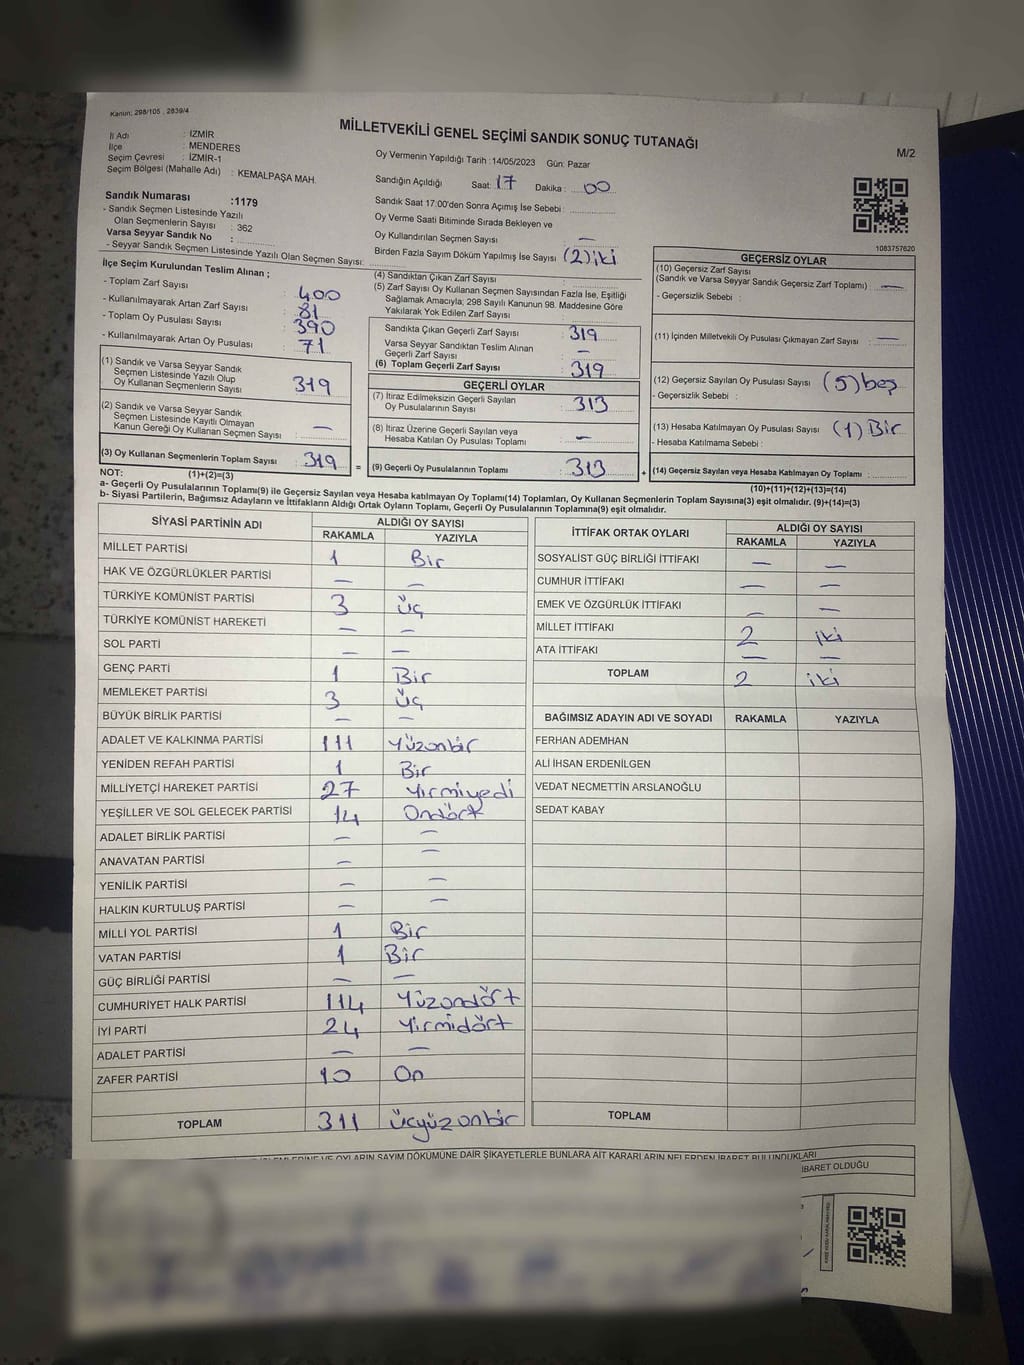 Kanun: 298/105 , 2839/4
MİLLETVEKİLİ GENEL SEÇİMİ SANDIK SONUÇ TUTANAĞI
M/2
İl Adı : İZMİR
İlçe : MENDERES
Seçim Çevresi : İZMİR-1
Seçim Bölgesi (Mahalle Adı) : KEMALPAŞA MAH.
Oy Vermenin Yapıldığı Tarih :14/05/2023 Gün: Pazar
Sandığın Açıldığı Saat: 17 Dakika : 00
Sandık Saat 17:00'den Sonra Açımış İse Sebebi :
Oy Verme Saati Bitiminde Sırada Bekleyen ve
Oy Kullandırılan Seçmen Sayısı : —
Birden Fazla Sayım Döküm Yapılmış İse Sayısı (2) iki
Sandık Numarası :1179
- Sandık Seçmen Listesinde Yazılı
Olan Seçmenlerin Sayısı : 362
Varsa Seyyar Sandık No :
- Seyyar Sandık Seçmen Listesinde Yazılı Olan Seçmen Sayısı:
1083757620
İlçe Seçim Kurulundan Teslim Alınan ;
- Toplam Zarf Sayısı : 400
- Kullanılmayarak Artan Zarf Sayısı : 81
- Toplam Oy Pusulası Sayısı : 390
- Kullanılmayarak Artan Oy Pusulası : 71
(1) Sandık ve Varsa Seyyar Sandık
Seçmen Listesinde Yazılı Olup
Oy Kullanan Seçmenlerin Sayısı : 319
(2) Sandık ve Varsa Seyyar Sandık
Seçmen Listesinde Kayıtlı Olmayan
Kanun Gereği Oy Kullanan Seçmen Sayısı : —
(3) Oy Kullanan Seçmenlerin Toplam Sayısı : 319
(1)+(2)=(3)
(4) Sandıktan Çıkan Zarf Sayısı :
(5) Zarf Sayısı Oy Kullanan Seçmen Sayısından Fazla İse, Eşitliği
Sağlamak Amacıyla; 298 Sayılı Kanunun 98. Maddesine Göre
Yakılarak Yok Edilen Zarf Sayısı :
Sandıkta Çıkan Geçerli Zarf Sayısı : 319
Varsa Seyyar Sandıktan Teslim Alınan
Geçerli Zarf Sayısı : —
(6) Toplam Geçerli Zarf Sayısı : 319
GEÇERLİ OYLAR
(7) İtiraz Edilmeksizin Geçerli Sayılan
Oy Pusulalarının Sayısı : 313
(8) İtiraz Üzerine Geçerli Sayılan veya
Hesaba Katılan Oy Pusulası Toplamı : —
= (9) Geçerli Oy Pusulalarının Toplamı : 313 +
GEÇERSİZ OYLAR
(10) Geçersiz Zarf Sayısı
(Sandık ve Varsa Seyyar Sandık Geçersiz Zarf Toplamı) : —
- Geçersizlik Sebebi :
(11) İçinden Milletvekili Oy Pusulası Çıkmayan Zarf Sayısı : —
(12) Geçersiz Sayılan Oy Pusulası Sayısı : (5) beş
- Geçersizlik Sebebi :
(13) Hesaba Katılmayan Oy Pusulası Sayısı : (1) Bir
- Hesaba Katılmama Sebebi :
(14) Geçersiz Sayılan veya Hesaba Katılmayan Oy Toplamı :
(10)+(11)+(12)+(13)=(14)
NOT:
a- Geçerli Oy Pusulalarının Toplamı(9) ile Geçersiz Sayılan veya Hesaba katılmayan Oy Toplamı(14) Toplamları, Oy Kullanan Seçmenlerin Toplam Sayısına(3) eşit olmalıdır. (9)+(14)=(3)
b- Siyasi Partilerin, Bağımsız Adayların ve İttifakların Aldığı Ortak Oyların Toplamı, Geçerli Oy Pusulalarının Toplamına(9) eşit olmalıdır.
SİYASİ PARTİNİN ADI ALDIĞI OY SAYISI
RAKAMLA YAZIYLA
MİLLET PARTİSİ 1 Bir
HAK VE ÖZGÜRLÜKLER PARTİSİ — —
TÜRKİYE KOMÜNİST PARTİSİ 3 üç
TÜRKİYE KOMÜNİST HAREKETİ — —
SOL PARTİ — —
GENÇ PARTİ 1 Bir
MEMLEKET PARTİSİ 3 üç
BÜYÜK BİRLİK PARTİSİ — —
ADALET VE KALKINMA PARTİSİ 111 Yüzonbir
YENİDEN REFAH PARTİSİ 1 Bir
MİLLİYETÇİ HAREKET PARTİSİ 27 Yirmiyedi
YEŞİLLER VE SOL GELECEK PARTİSİ 14 Ondört
ADALET BİRLİK PARTİSİ — —
ANAVATAN PARTİSİ — —
YENİLİK PARTİSİ — —
HALKIN KURTULUŞ PARTİSİ — —
MİLLİ YOL PARTİSİ 1 Bir
VATAN PARTİSİ 1 Bir
GÜÇ BİRLİĞİ PARTİSİ — —
CUMHURİYET HALK PARTİSİ 114 Yüzondört
İYİ PARTİ 24 Yirmidört
ADALET PARTİSİ — —
ZAFER PARTİSİ 10 On
TOPLAM 311 üçyüzonbir
İTTİFAK ORTAK OYLARI ALDIĞI OY SAYISI
RAKAMLA YAZIYLA
SOSYALİST GÜÇ BİRLİĞİ İTTİFAKI — —
CUMHUR İTTİFAKI — —
EMEK VE ÖZGÜRLÜK İTTİFAKI — —
MİLLET İTTİFAKI 2 iki
ATA İTTİFAKI — —
TOPLAM 2 iki
BAĞIMSIZ ADAYIN ADI VE SOYADI RAKAMLA YAZIYLA
FERHAN ADEMHAN
ALİ İHSAN ERDENİLGEN
VEDAT NECMETTİN ARSLANOĞLU
SEDAT KABAY
TOPLAM
VE OYLARIN SAYIM DÖKÜMÜNE DAİR ŞİKAYETLERLE BUNLARA AİT KARARLARIN NELERDEN İBARET BULUNDUKLARI
İBARET OLDUĞU